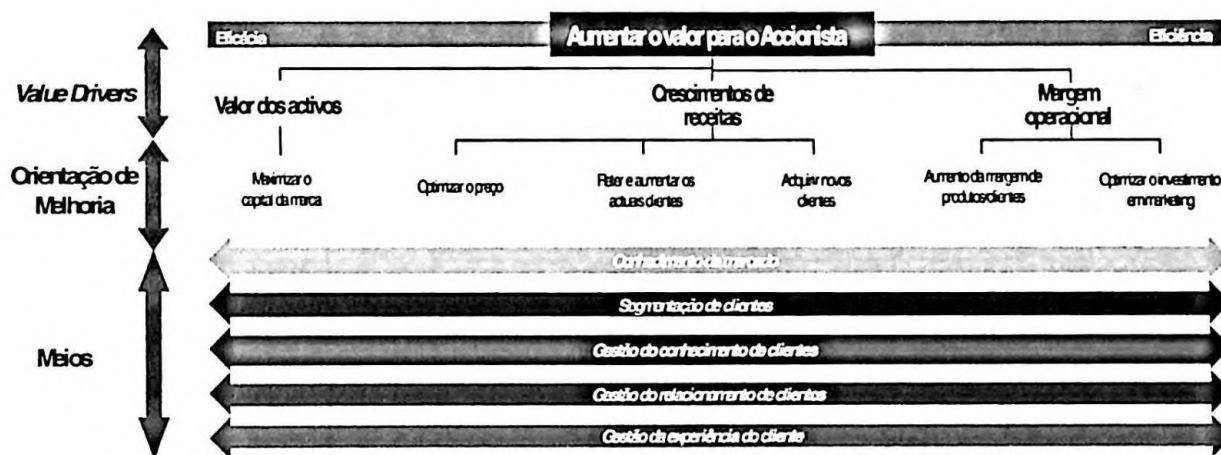 Eficácia
Aumentar o valor para o Accionista
Eficiência
Value Drivers
Valor dos activos
Crescimentos de
receitas
Margem
operacional
Orientação de
Melhoria
Maximizar o
capital da marca
Optimizar o preço
Reter e aumentar os
actuais clientes
Adquirir novos
clientes
Aumento da margem de
produtos/clientes
Optimizar o investimento
em marketing
Meios
Conhecimento de mercado
Segmentação de clientes
Gestão do conhecimento de clientes
Gestão do relacionamento de clientes
Gestão da experiência do cliente